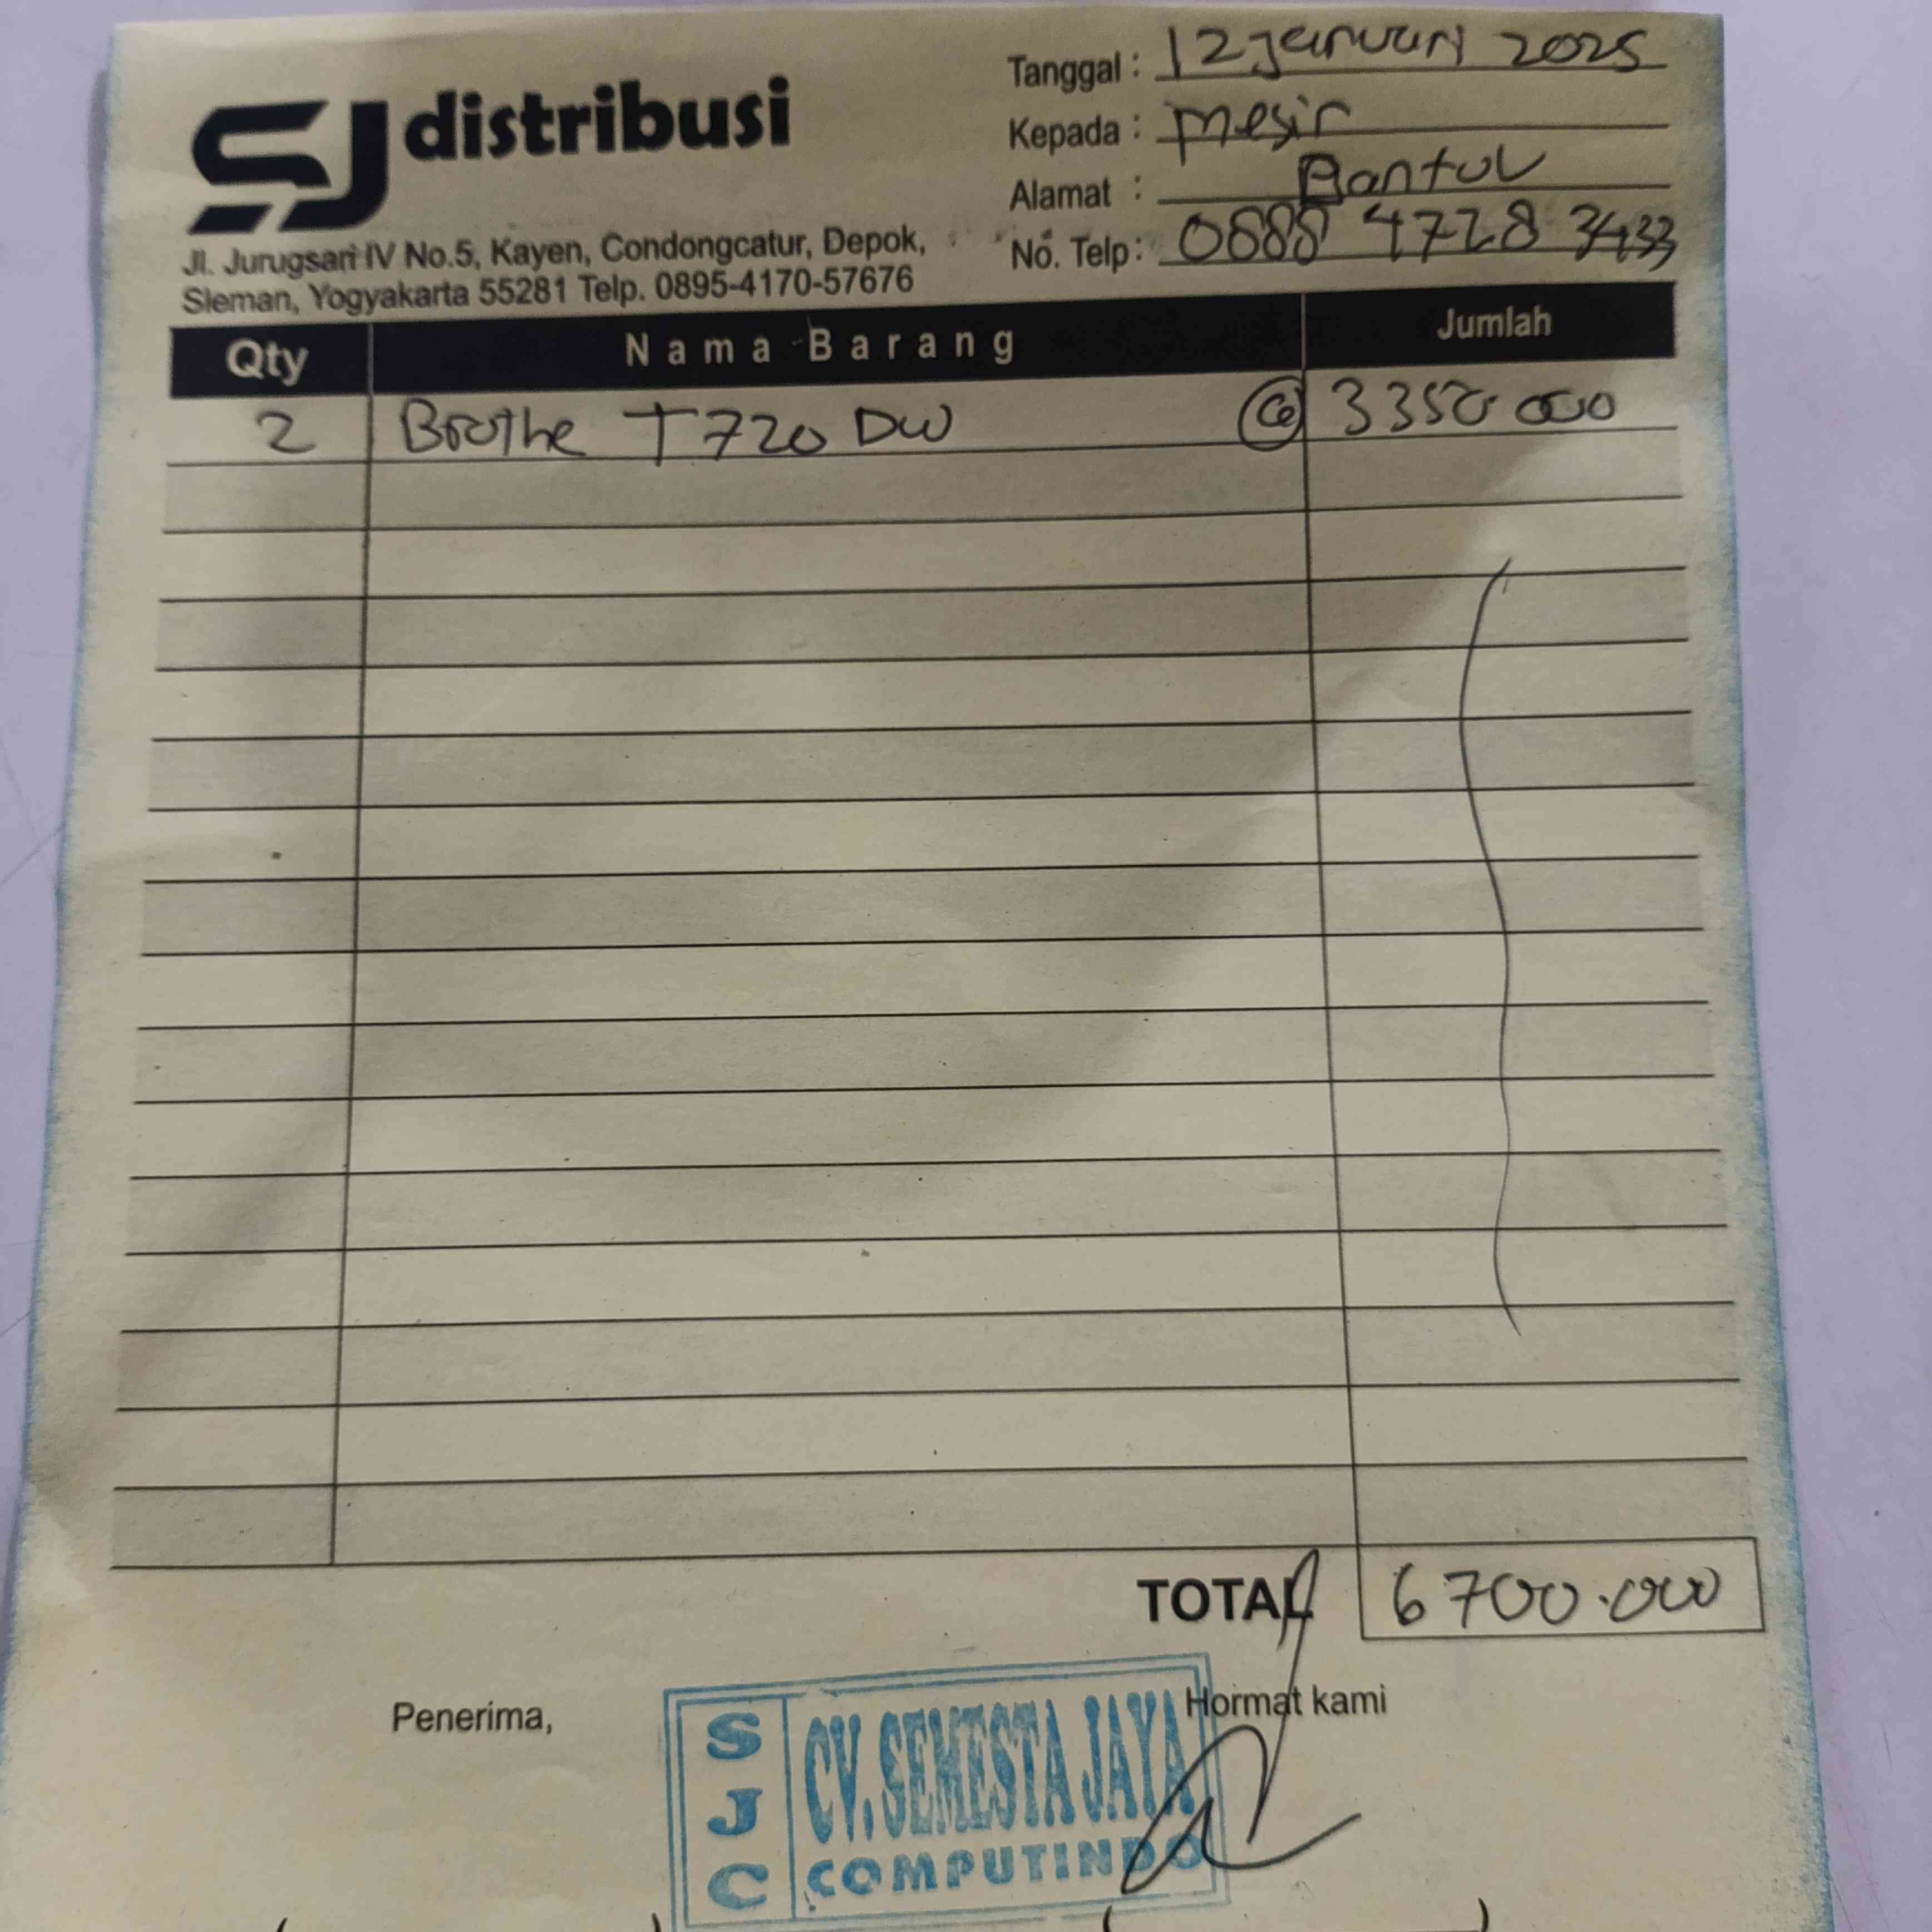 SJ distribusi
Jl. Jurugsari IV No.5, Kayen, Condongcatur, Depok,
Sleman, Yogyakarta 55281 Telp. 0895-4170-57676
Tanggal : 12 Januari 2025
Kepada : Mesir
Alamat : Bantul
No. Telp: 0888 4728 3433
Qty Nama Barang Jumlah
2 Brothe T720 DW @ 3350 000
TOTAL 6700.000
Penerima, Hormat kami
SJC
CV. SEMESTA JAYA
COMPUTINDO